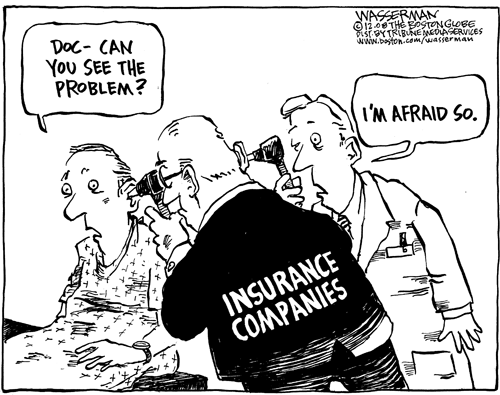 DOC- CAN
YOU SEE THE
PROBLEM?
WASSERMAN
©12.08 THE BOSTON GLOBE
DIST. BY TRIBUNE MEDIA SERVICES
www.boston.com/wasserman
I'M AFRAID SO.
INSURANCE
COMPANIES